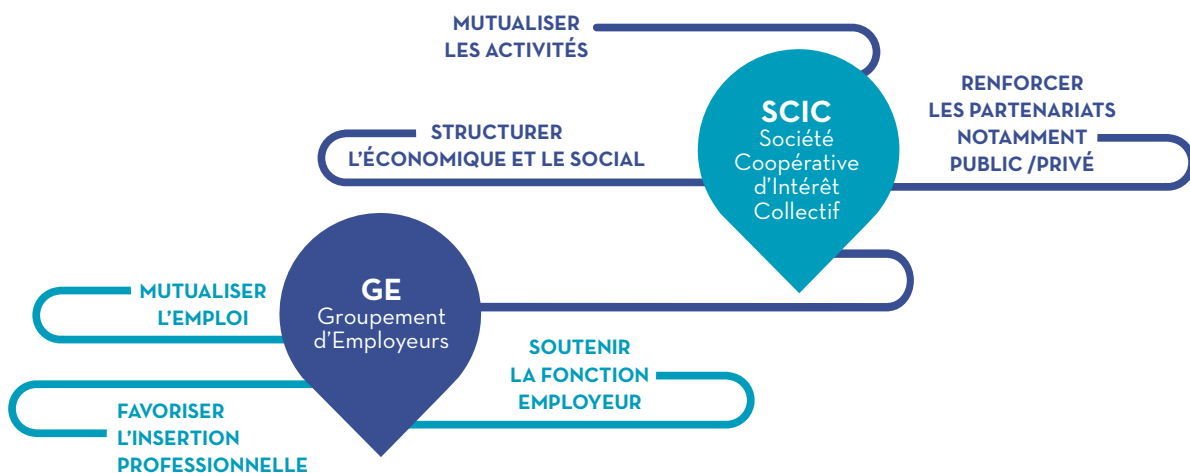 MUTUALISER
LES ACTIVITÉS
SCIC
Société
Coopérative
d'Intérêt
Collectif
RENFORCER
LES PARTENARIATS
NOTAMMENT
PUBLIC /PRIVÉ
STRUCTURER
L'ÉCONOMIQUE ET LE SOCIAL
GE
Groupement
d'Employeurs
MUTUALISER
L'EMPLOI
SOUTENIR
LA FONCTION
EMPLOYEUR
FAVORISER
L'INSERTION
PROFESSIONNELLE